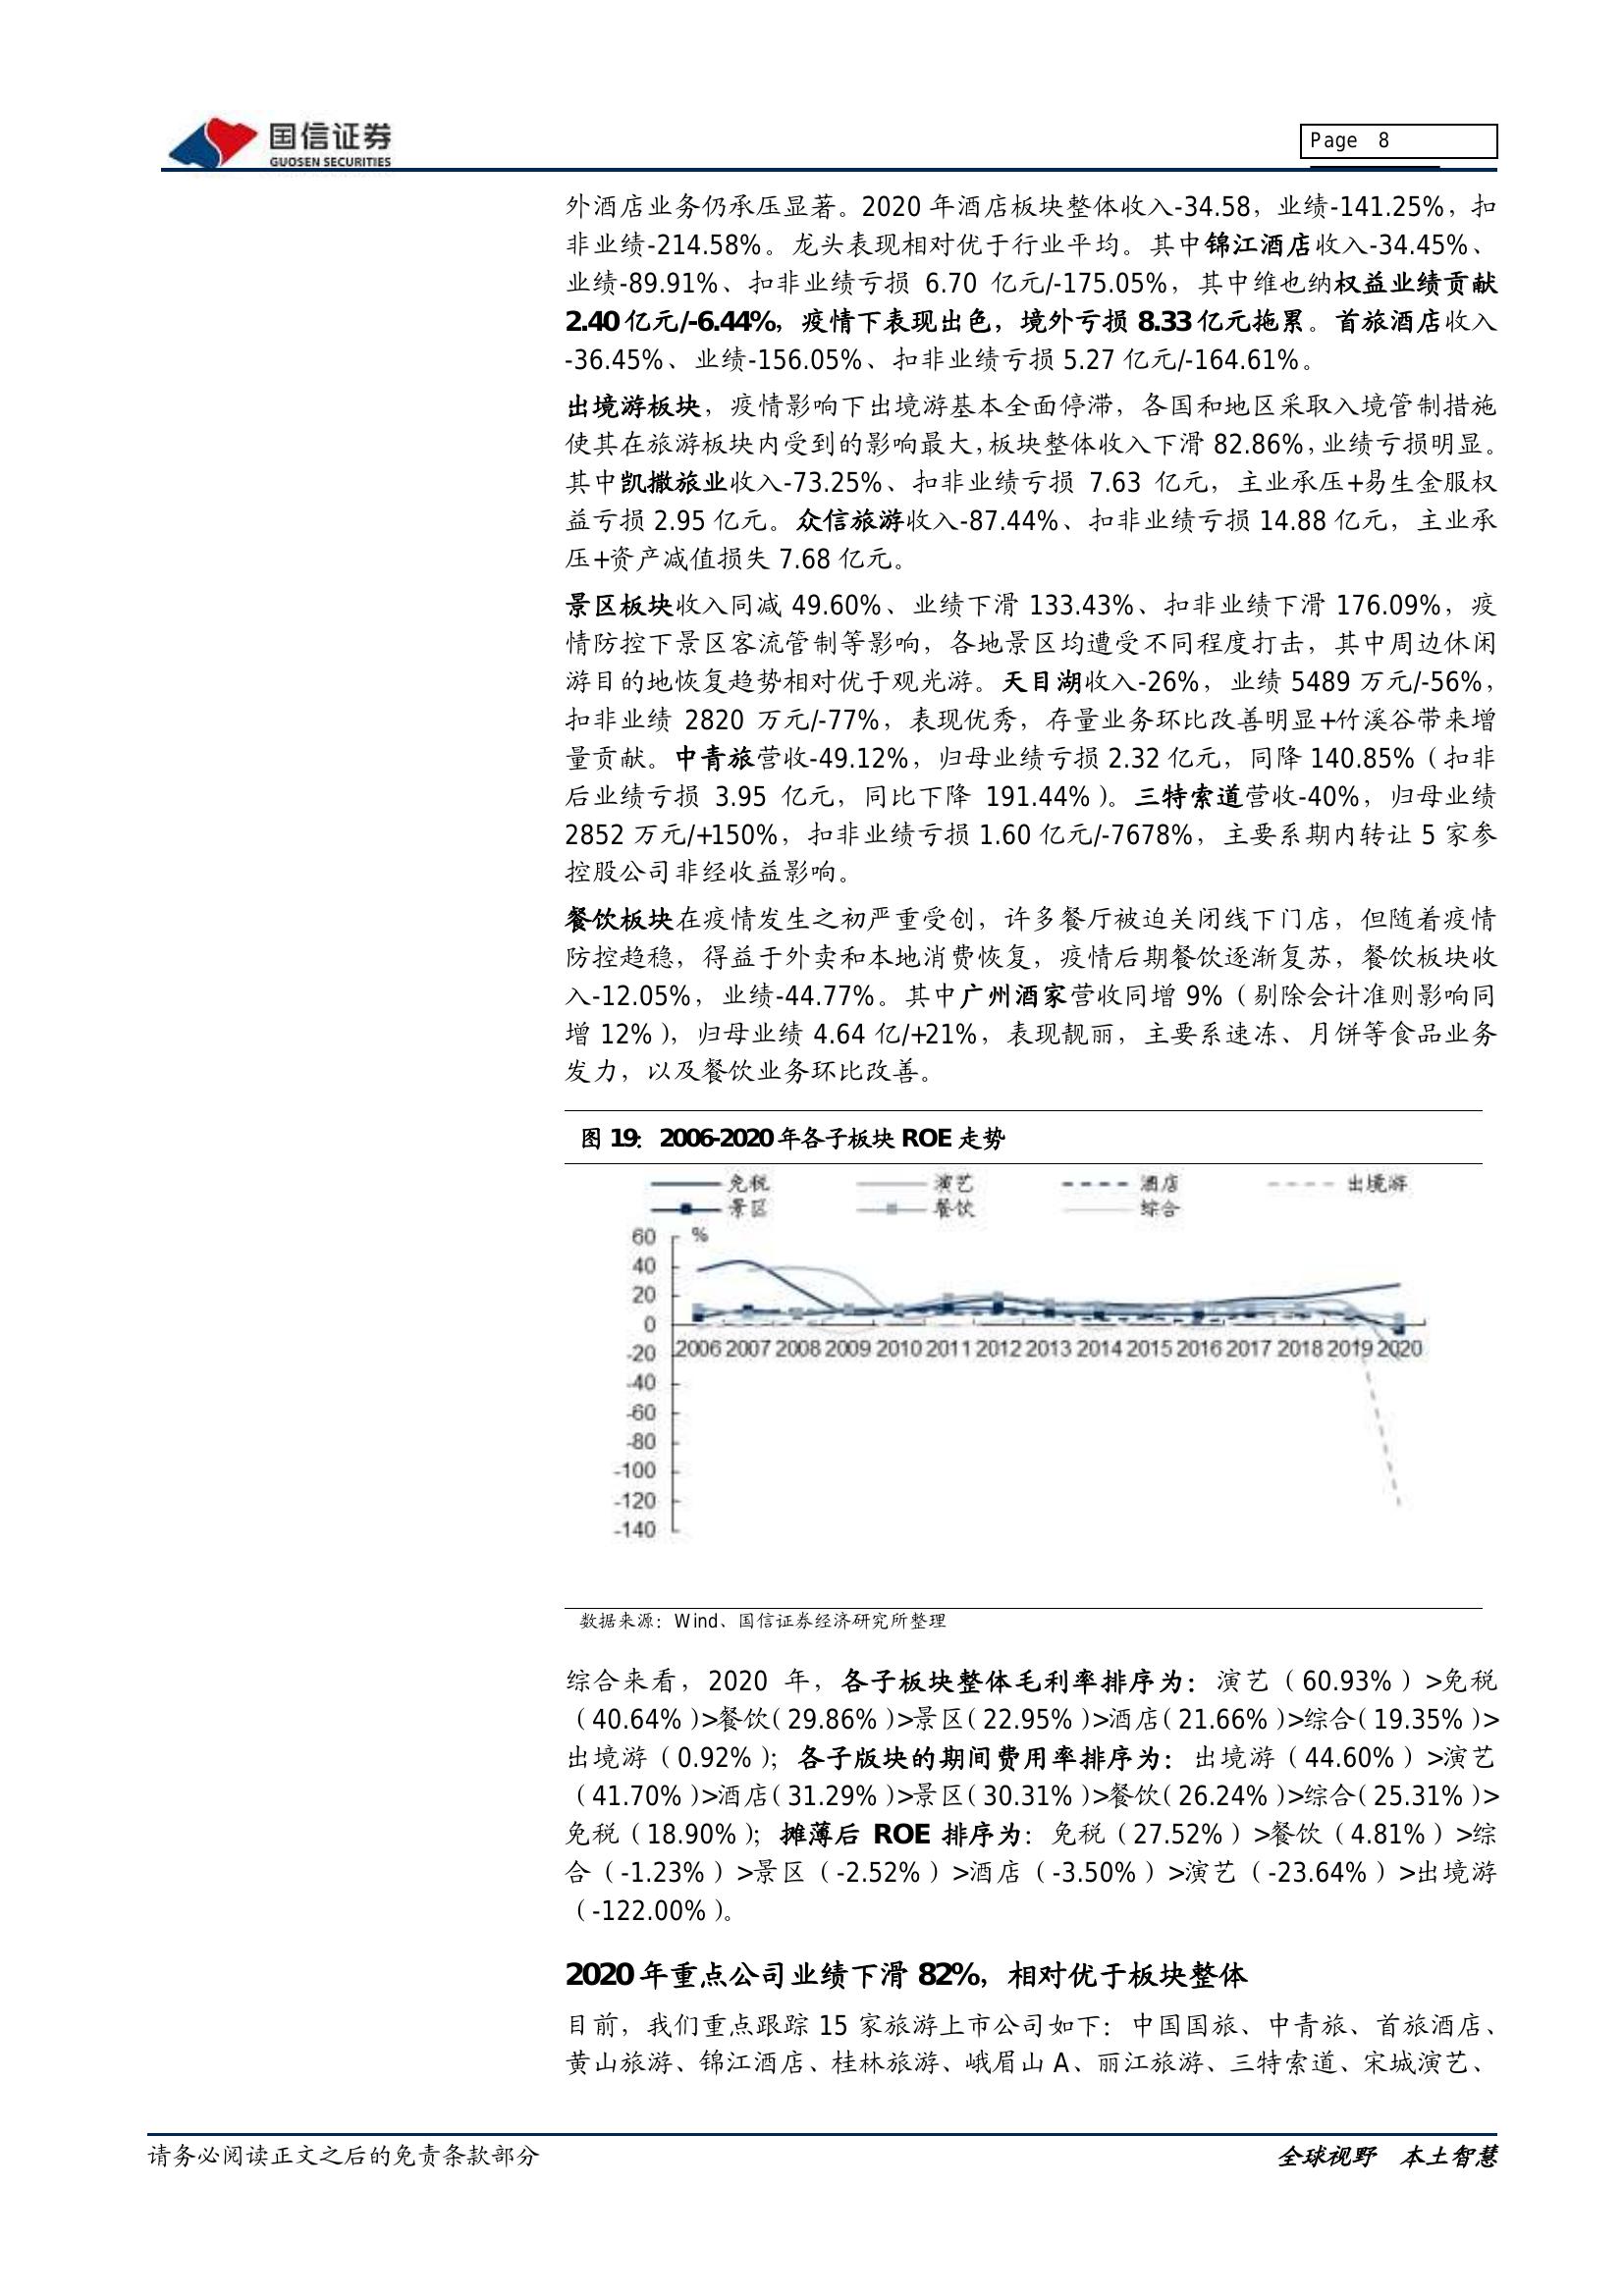 国信证券
GUOSEN SECURITIES
Page 8
外酒店业务仍承压显著。2020 年酒店板块整体收入-34.58，业绩-141.25%，扣
非业绩-214.58%。龙头表现相对优于行业平均。其中锦江酒店收入-34.45%、
业绩-89.91%、扣非业绩亏损 6.70 亿元/-175.05%，其中维也纳权益业绩贡献
2.40 亿元/-6.44%，疫情下表现出色，境外亏损 8.33 亿元拖累。首旅酒店收入
-36.45%、业绩-156.05%、扣非业绩亏损 5.27 亿元/-164.61%。
出境游板块，疫情影响下出境游基本全面停滞，各国和地区采取入境管制措施
使其在旅游板块内受到的影响最大，板块整体收入下滑 82.86%，业绩亏损明显。
其中凯撒旅业收入-73.25%、扣非业绩亏损 7.63 亿元，主业承压+易生金服权
益亏损 2.95 亿元。众信旅游收入-87.44%、扣非业绩亏损 14.88 亿元，主业承
压+资产减值损失 7.68 亿元。
景区板块收入同减 49.60%、业绩下滑 133.43%、扣非业绩下滑 176.09%，疫
情防控下景区客流管制等影响，各地景区均遭受不同程度打击，其中周边休闲
游目的地恢复趋势相对优于观光游。天目湖收入-26%，业绩 5489 万元/-56%，
扣非业绩 2820 万元/-77%，表现优秀，存量业务环比改善明显+竹溪谷带来增
量贡献。中青旅营收-49.12%，归母业绩亏损 2.32 亿元，同降 140.85%（扣非
后业绩亏损 3.95 亿元，同比下降 191.44%）。三特索道营收-40%，归母业绩
2852 万元/+150%，扣非业绩亏损 1.60 亿元/-7678%，主要系期内转让 5 家参
控股公司非经收益影响。
餐饮板块在疫情发生之初严重受创，许多餐厅被迫关闭线下门店，但随着疫情
防控趋稳，得益于外卖和本地消费恢复，疫情后期餐饮逐渐复苏，餐饮板块收
入-12.05%，业绩-44.77%。其中广州酒家营收同增 9%（剔除会计准则影响同
增 12%），归母业绩 4.64 亿/+21%，表现靓丽，主要系速冻、月饼等食品业务
发力，以及餐饮业务环比改善。
图 19：2006-2020 年各子板块 ROE 走势
免税 演艺 酒店 出境游
景区 餐饮 综合
%
60
40
20
0
-20
-40
-60
-80
-100
-120
-140
2006 2007 2008 2009 2010 2011 2012 2013 2014 2015 2016 2017 2018 2019 2020
数据来源：Wind、国信证券经济研究所整理
综合来看，2020 年，各子板块整体毛利率排序为：演艺（60.93%）>免税
（40.64%）>餐饮（29.86%）>景区（22.95%）>酒店（21.66%）>综合（19.35%）>
出境游（0.92%）；各子版块的期间费用率排序为：出境游（44.60%）>演艺
（41.70%）>酒店（31.29%）>景区（30.31%）>餐饮（26.24%）>综合（25.31%）>
免税（18.90%）；摊薄后 ROE 排序为：免税（27.52%）>餐饮（4.81%）>综
合（-1.23%）>景区（-2.52%）>酒店（-3.50%）>演艺（-23.64%）>出境游
（-122.00%）。
2020 年重点公司业绩下滑 82%，相对优于板块整体
目前，我们重点跟踪 15 家旅游上市公司如下：中国国旅、中青旅、首旅酒店、
黄山旅游、锦江酒店、桂林旅游、峨眉山 A、丽江旅游、三特索道、宋城演艺、
请务必阅读正文之后的免责条款部分
全球视野 本土智慧